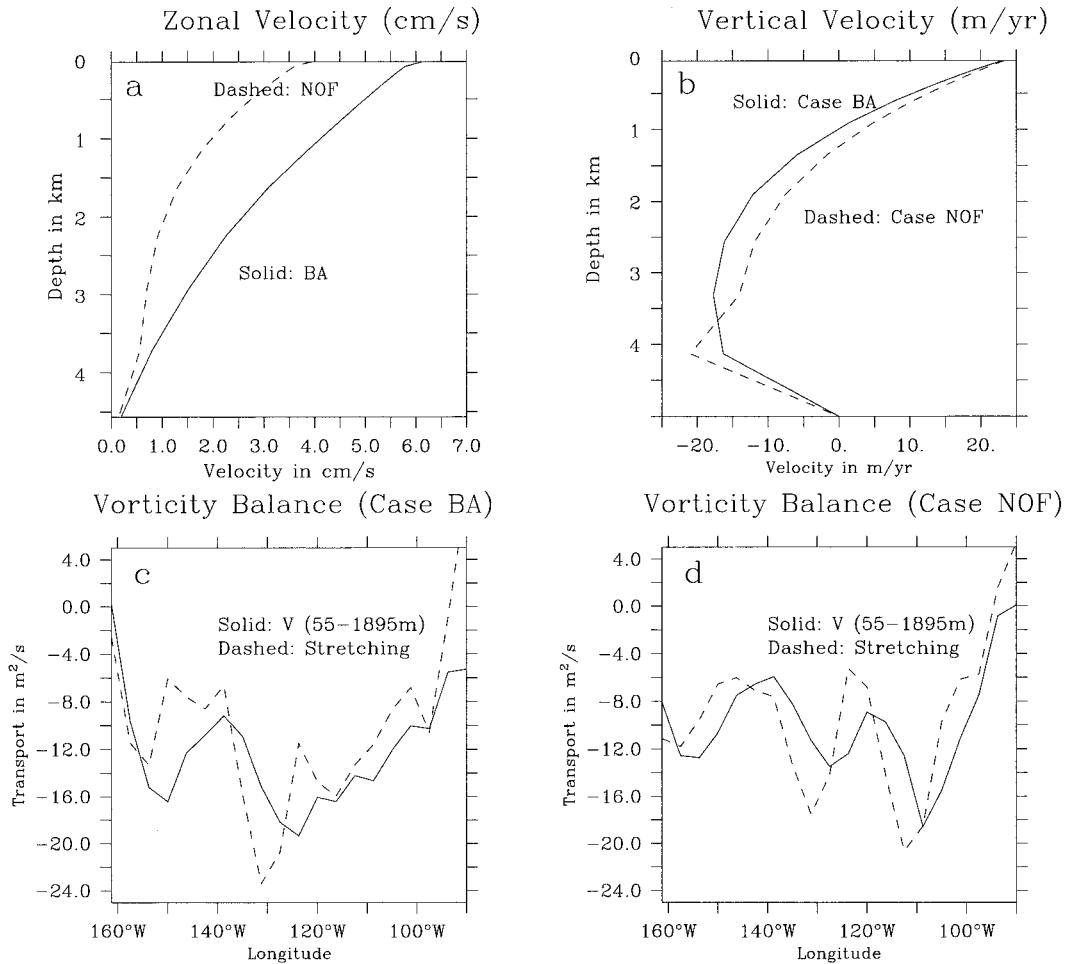 Zonal Velocity (cm/s)
a
Dashed: NOF
Solid: BA
Depth in km
0
1
2
3
4
0.0 1.0 2.0 3.0 4.0 5.0 6.0 7.0
Velocity in cm/s
Vertical Velocity (m/yr)
b
Solid: Case BA
Dashed: Case NOF
Depth in km
0
1
2
3
4
-20. -10. 0. 10. 20.
Velocity in m/yr
Vorticity Balance (Case BA)
c
Solid: V (55-1895m)
Dashed: Stretching
Transport in m²/s
4.0
0.0
-4.0
-8.0
-12.0
-16.0
-20.0
-24.0
160°W 140°W 120°W 100°W
Longitude
Vorticity Balance (Case NOF)
d
Solid: V (55-1895m)
Dashed: Stretching
Transport in m²/s
4.0
0.0
-4.0
-8.0
-12.0
-16.0
-20.0
-24.0
160°W 140°W 120°W 100°W
Longitude